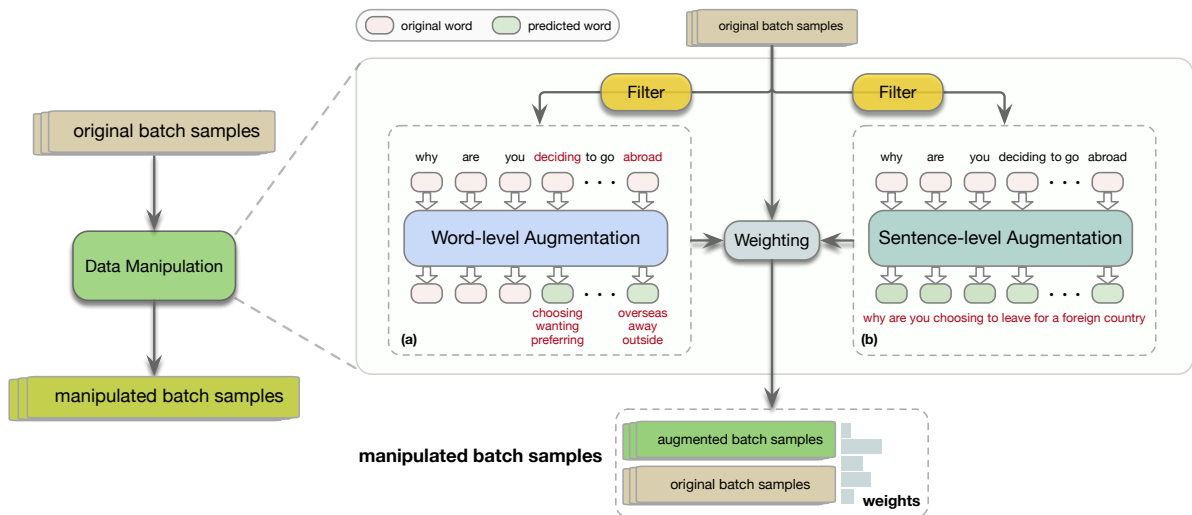 original word
predicted word
original batch samples
Filter
Filter
original batch samples
why are you deciding to go abroad
why are you deciding to go abroad
Word-level Augmentation
Weighting
Sentence-level Augmentation
Data Manipulation
choosing
wanting
preferring
overseas
away
outside
(a)
why are you choosing to leave for a foreign country
(b)
manipulated batch samples
manipulated batch samples
augmented batch samples
original batch samples
weights